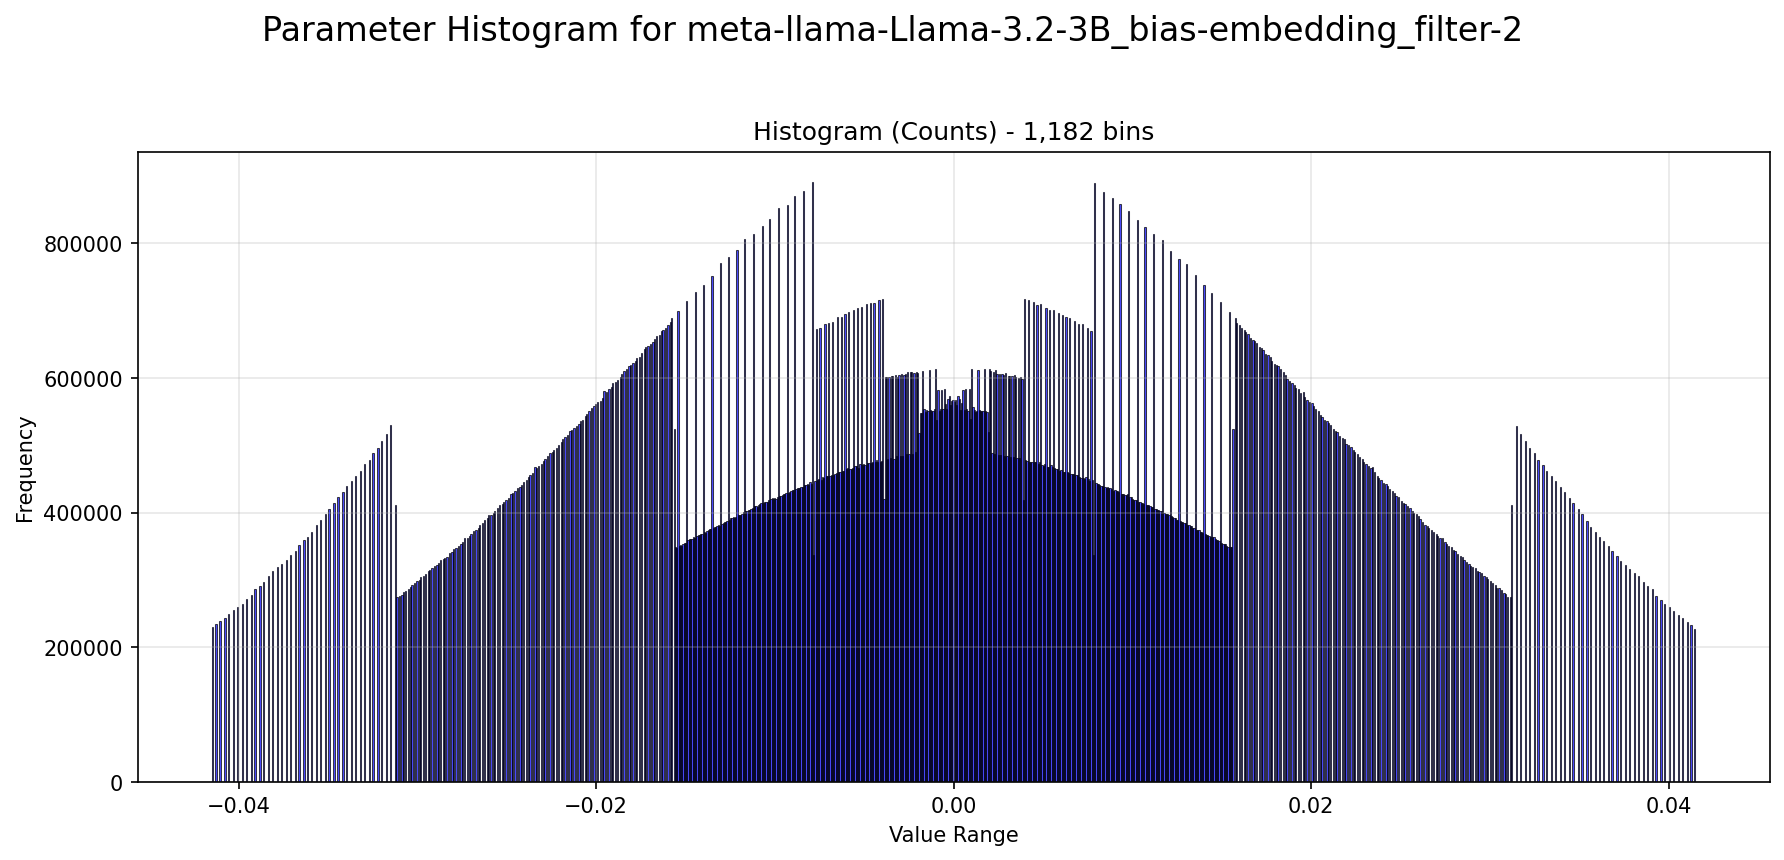 Parameter Histogram for meta-llama-Llama-3.2-3B_bias-embedding_filter-2
Histogram (Counts) - 1,182 bins
Frequency
800000
600000
400000
200000
0
−0.04
−0.02
0.00
0.02
0.04
Value Range